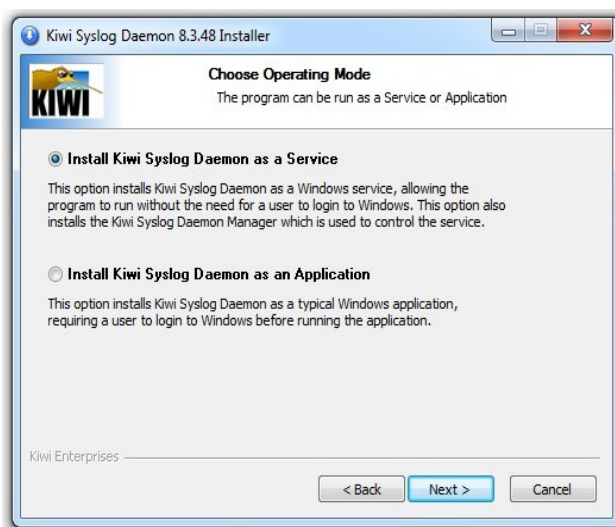 Kiwi Syslog Daemon 8.3.48 Installer
KIWI
Choose Operating Mode
The program can be run as a Service or Application
Install Kiwi Syslog Daemon as a Service
This option installs Kiwi Syslog Daemon as a Windows service, allowing the
program to run without the need for a user to login to Windows. This option also
installs the Kiwi Syslog Daemon Manager which is used to control the service.
Install Kiwi Syslog Daemon as an Application
This option installs Kiwi Syslog Daemon as a typical Windows application,
requiring a user to login to Windows before running the application.
Kiwi Enterprises
< Back Next > Cancel